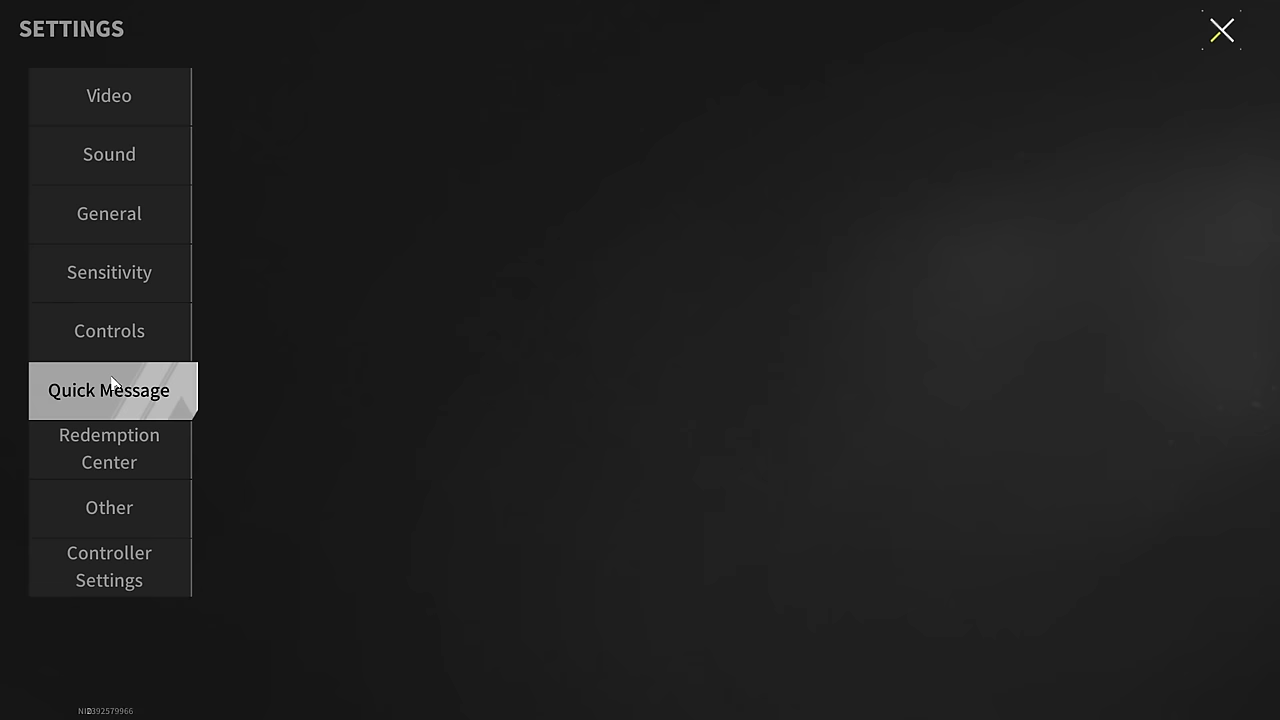 SETTINGS
Video
Sound
General
Sensitivity
Controls
Quick Message
Redemption
Center
Other
Controller
Settings